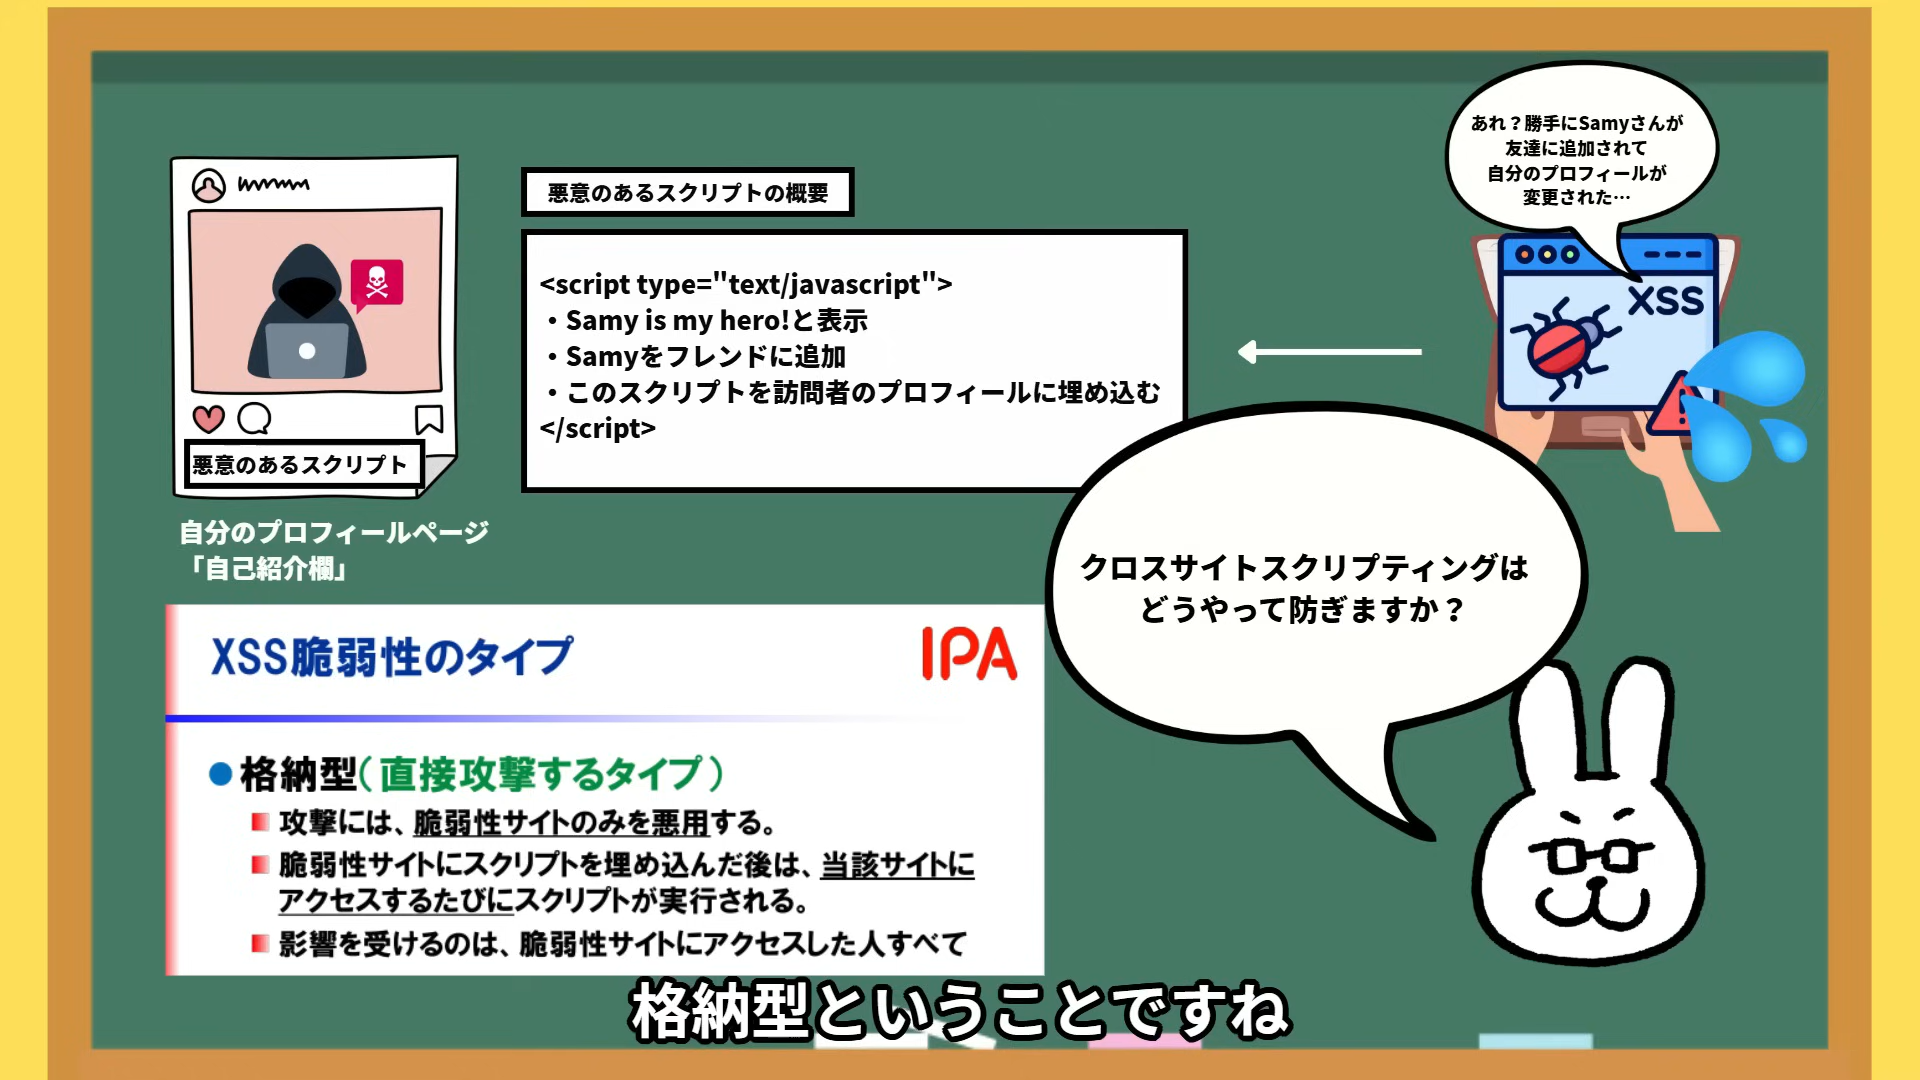 あれ？勝手にSamyさんが
友達に追加されて
自分のプロフィールが
変更された…
悪意のあるスクリプトの概要
<script type="text/javascript">
・Samy is my hero!と表示
・Samyをフレンドに追加
・このスクリプトを訪問者のプロフィールに埋め込む
</script>
XSS
悪意のあるスクリプト
自分のプロフィールページ
「自己紹介欄」
クロスサイトスクリプティングは
どうやって防ぎますか？
XSS脆弱性のタイプ
IPA
格納型（直接攻撃するタイプ）
攻撃には、脆弱性サイトのみを悪用する。
脆弱性サイトにスクリプトを埋め込んだ後は、当該サイトに
アクセスするたびにスクリプトが実行される。
影響を受けるのは、脆弱性サイトにアクセスした人すべて
格納型ということですね